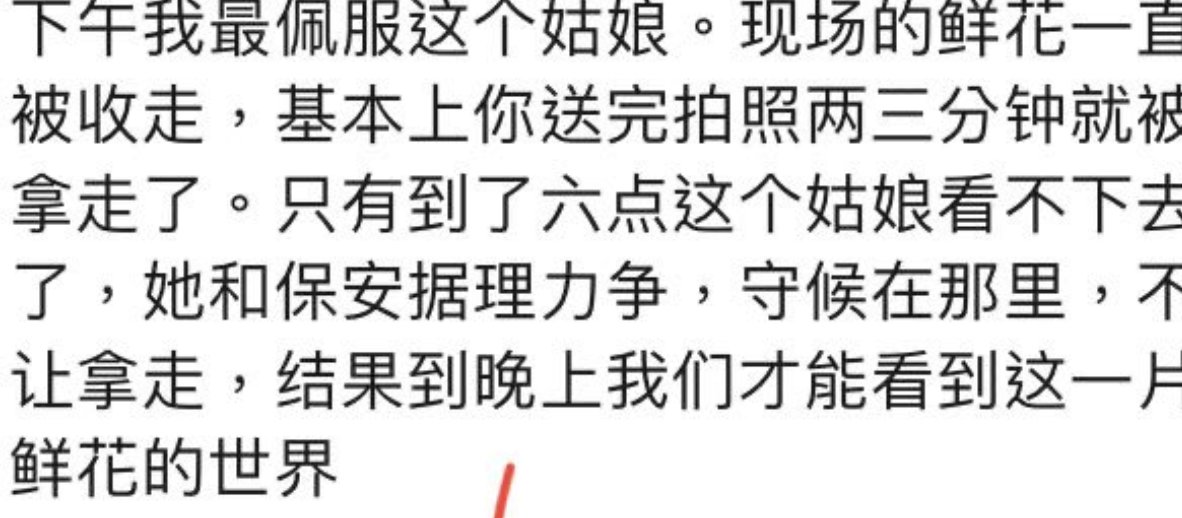 下午我最佩服这个姑娘。现场的鲜花一直
被收走，基本上你送完拍照两三分钟就被
拿走了。只有到了六点这个姑娘看不下去
了，她和保安据理力争，守候在那里，不
让拿走，结果到晚上我们才能看到这一片
鲜花的世界